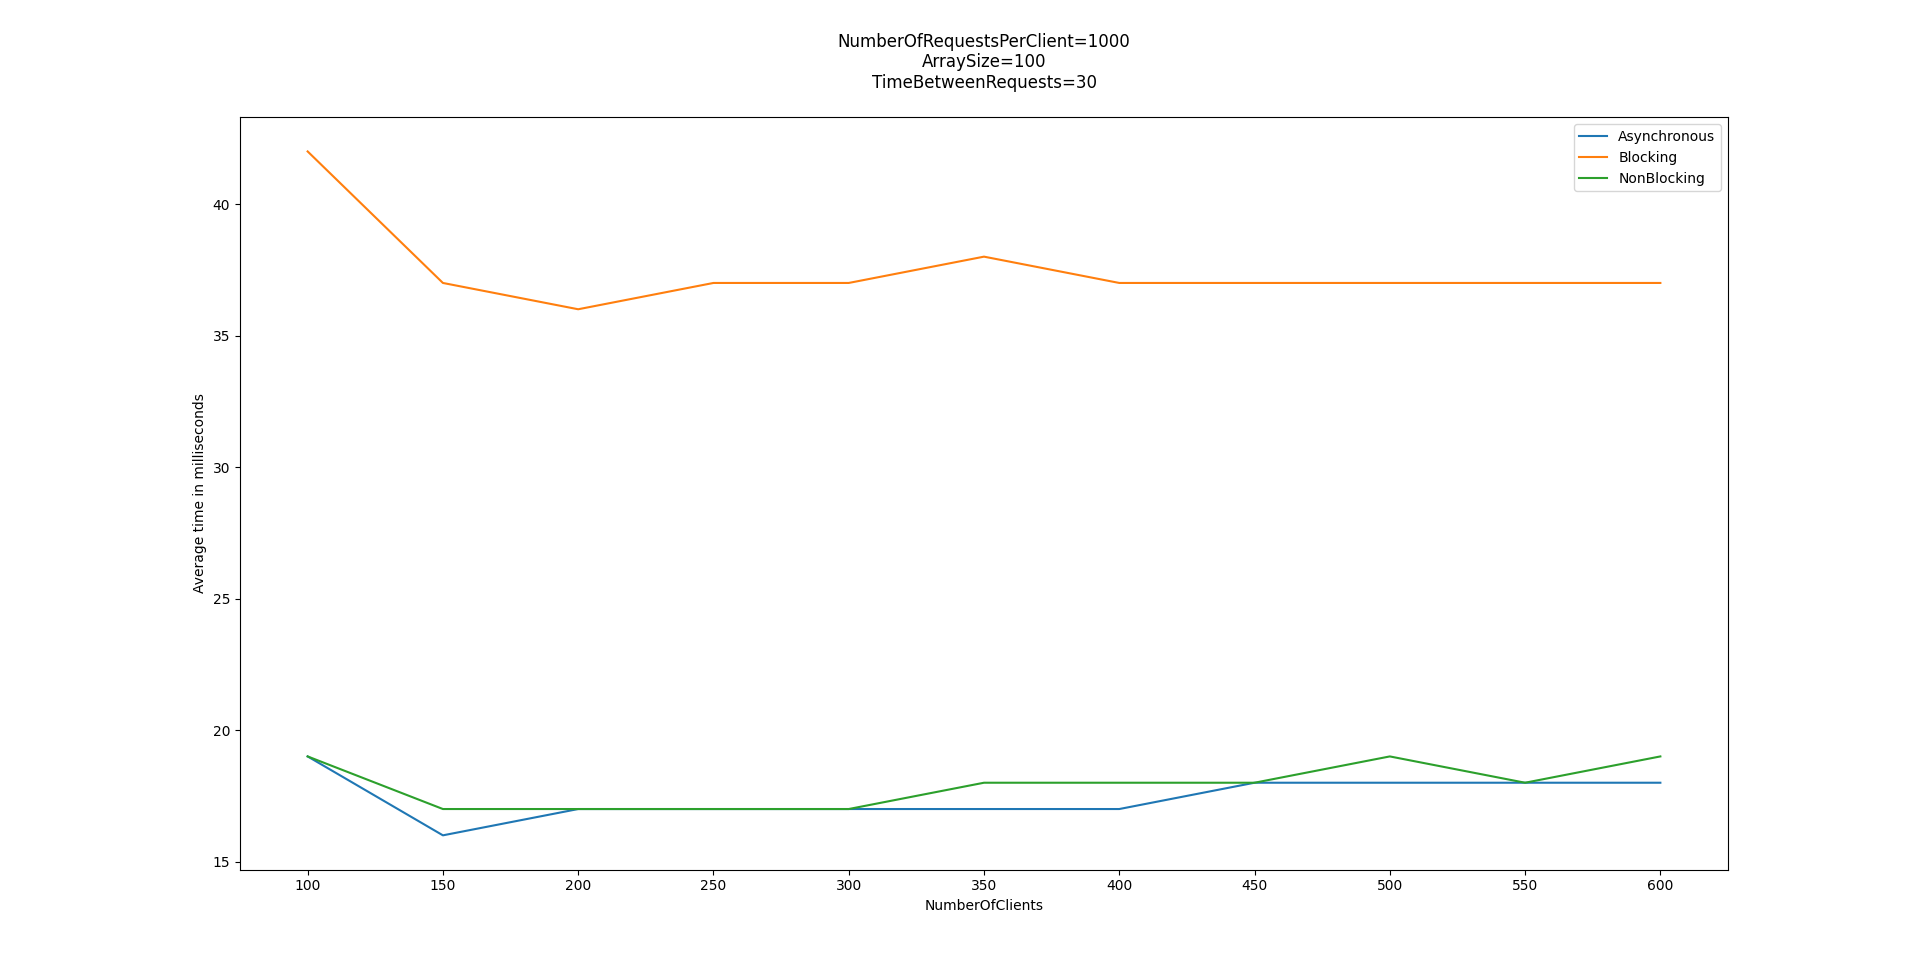 NumberOfRequestsPerClient=1000
ArraySize=100
TimeBetweenRequests=30
Asynchronous
Blocking
NonBlocking
Average time in milliseconds
40
35
30
25
20
15
100 150 200 250 300 350 400 450 500 550 600
NumberOfClients